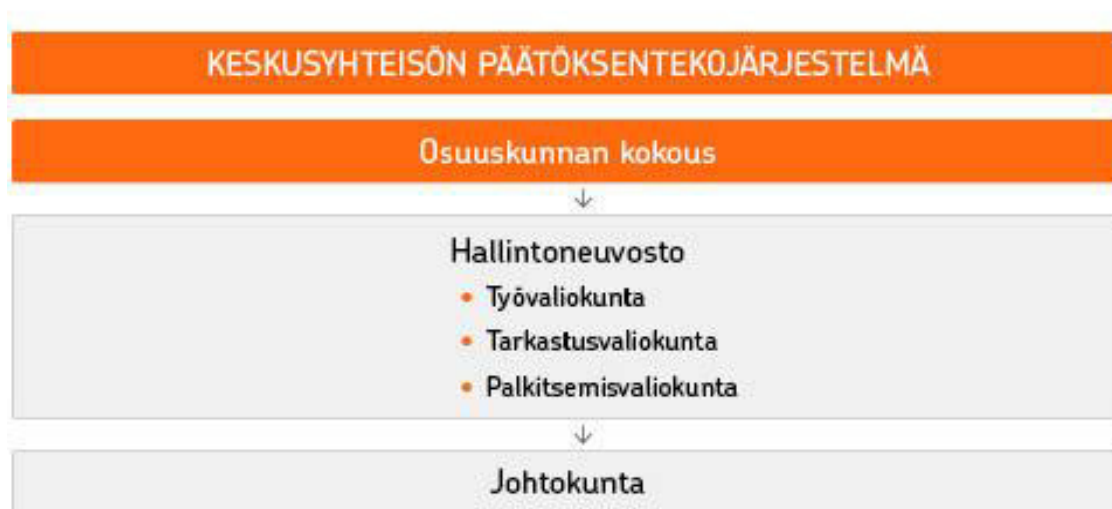 KESKUSYHTEISÖN PÄÄTÖKSENTEKOJÄRJESTELMÄ
Osuuskunnan kokous
↓
Hallintoneuvosto
• Työvaliokunta
• Tarkastusvaliokunta
• Palkitsemisvaliokunta
↓
Johtokunta